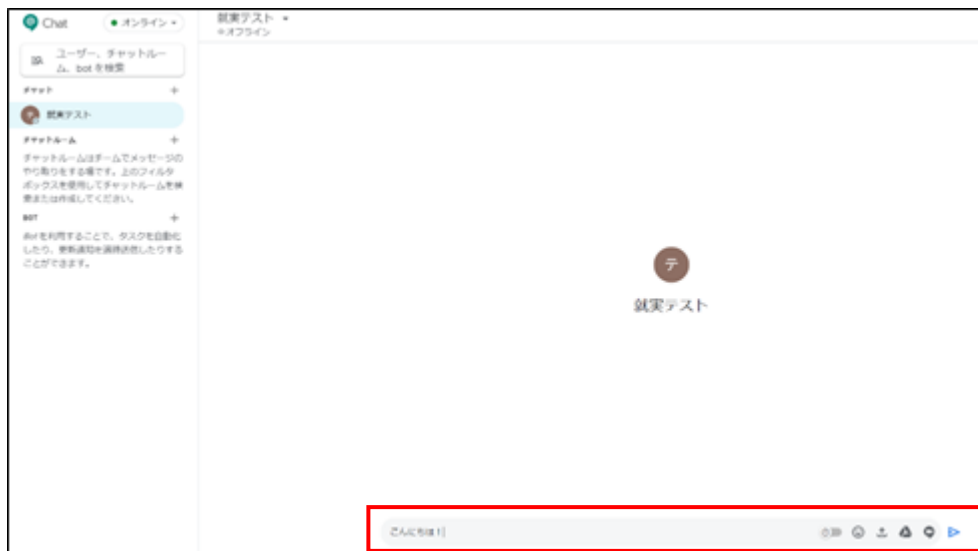 Chat
オンライン
就実テスト
オフライン
ユーザー、チャットルー
ム、bot を検索
チャット
テ 就実テスト
チャットルーム
チャットルームはチームでメッセージの
やり取りをする場です。上のフィルタ
ボックスを使用してチャットルームを検
索または作成してください。
BOT
Bot を利用することで、タスクを自動化
したり、更新通知を直接送信したりする
ことができます。
テ
就実テスト
こんにちは！